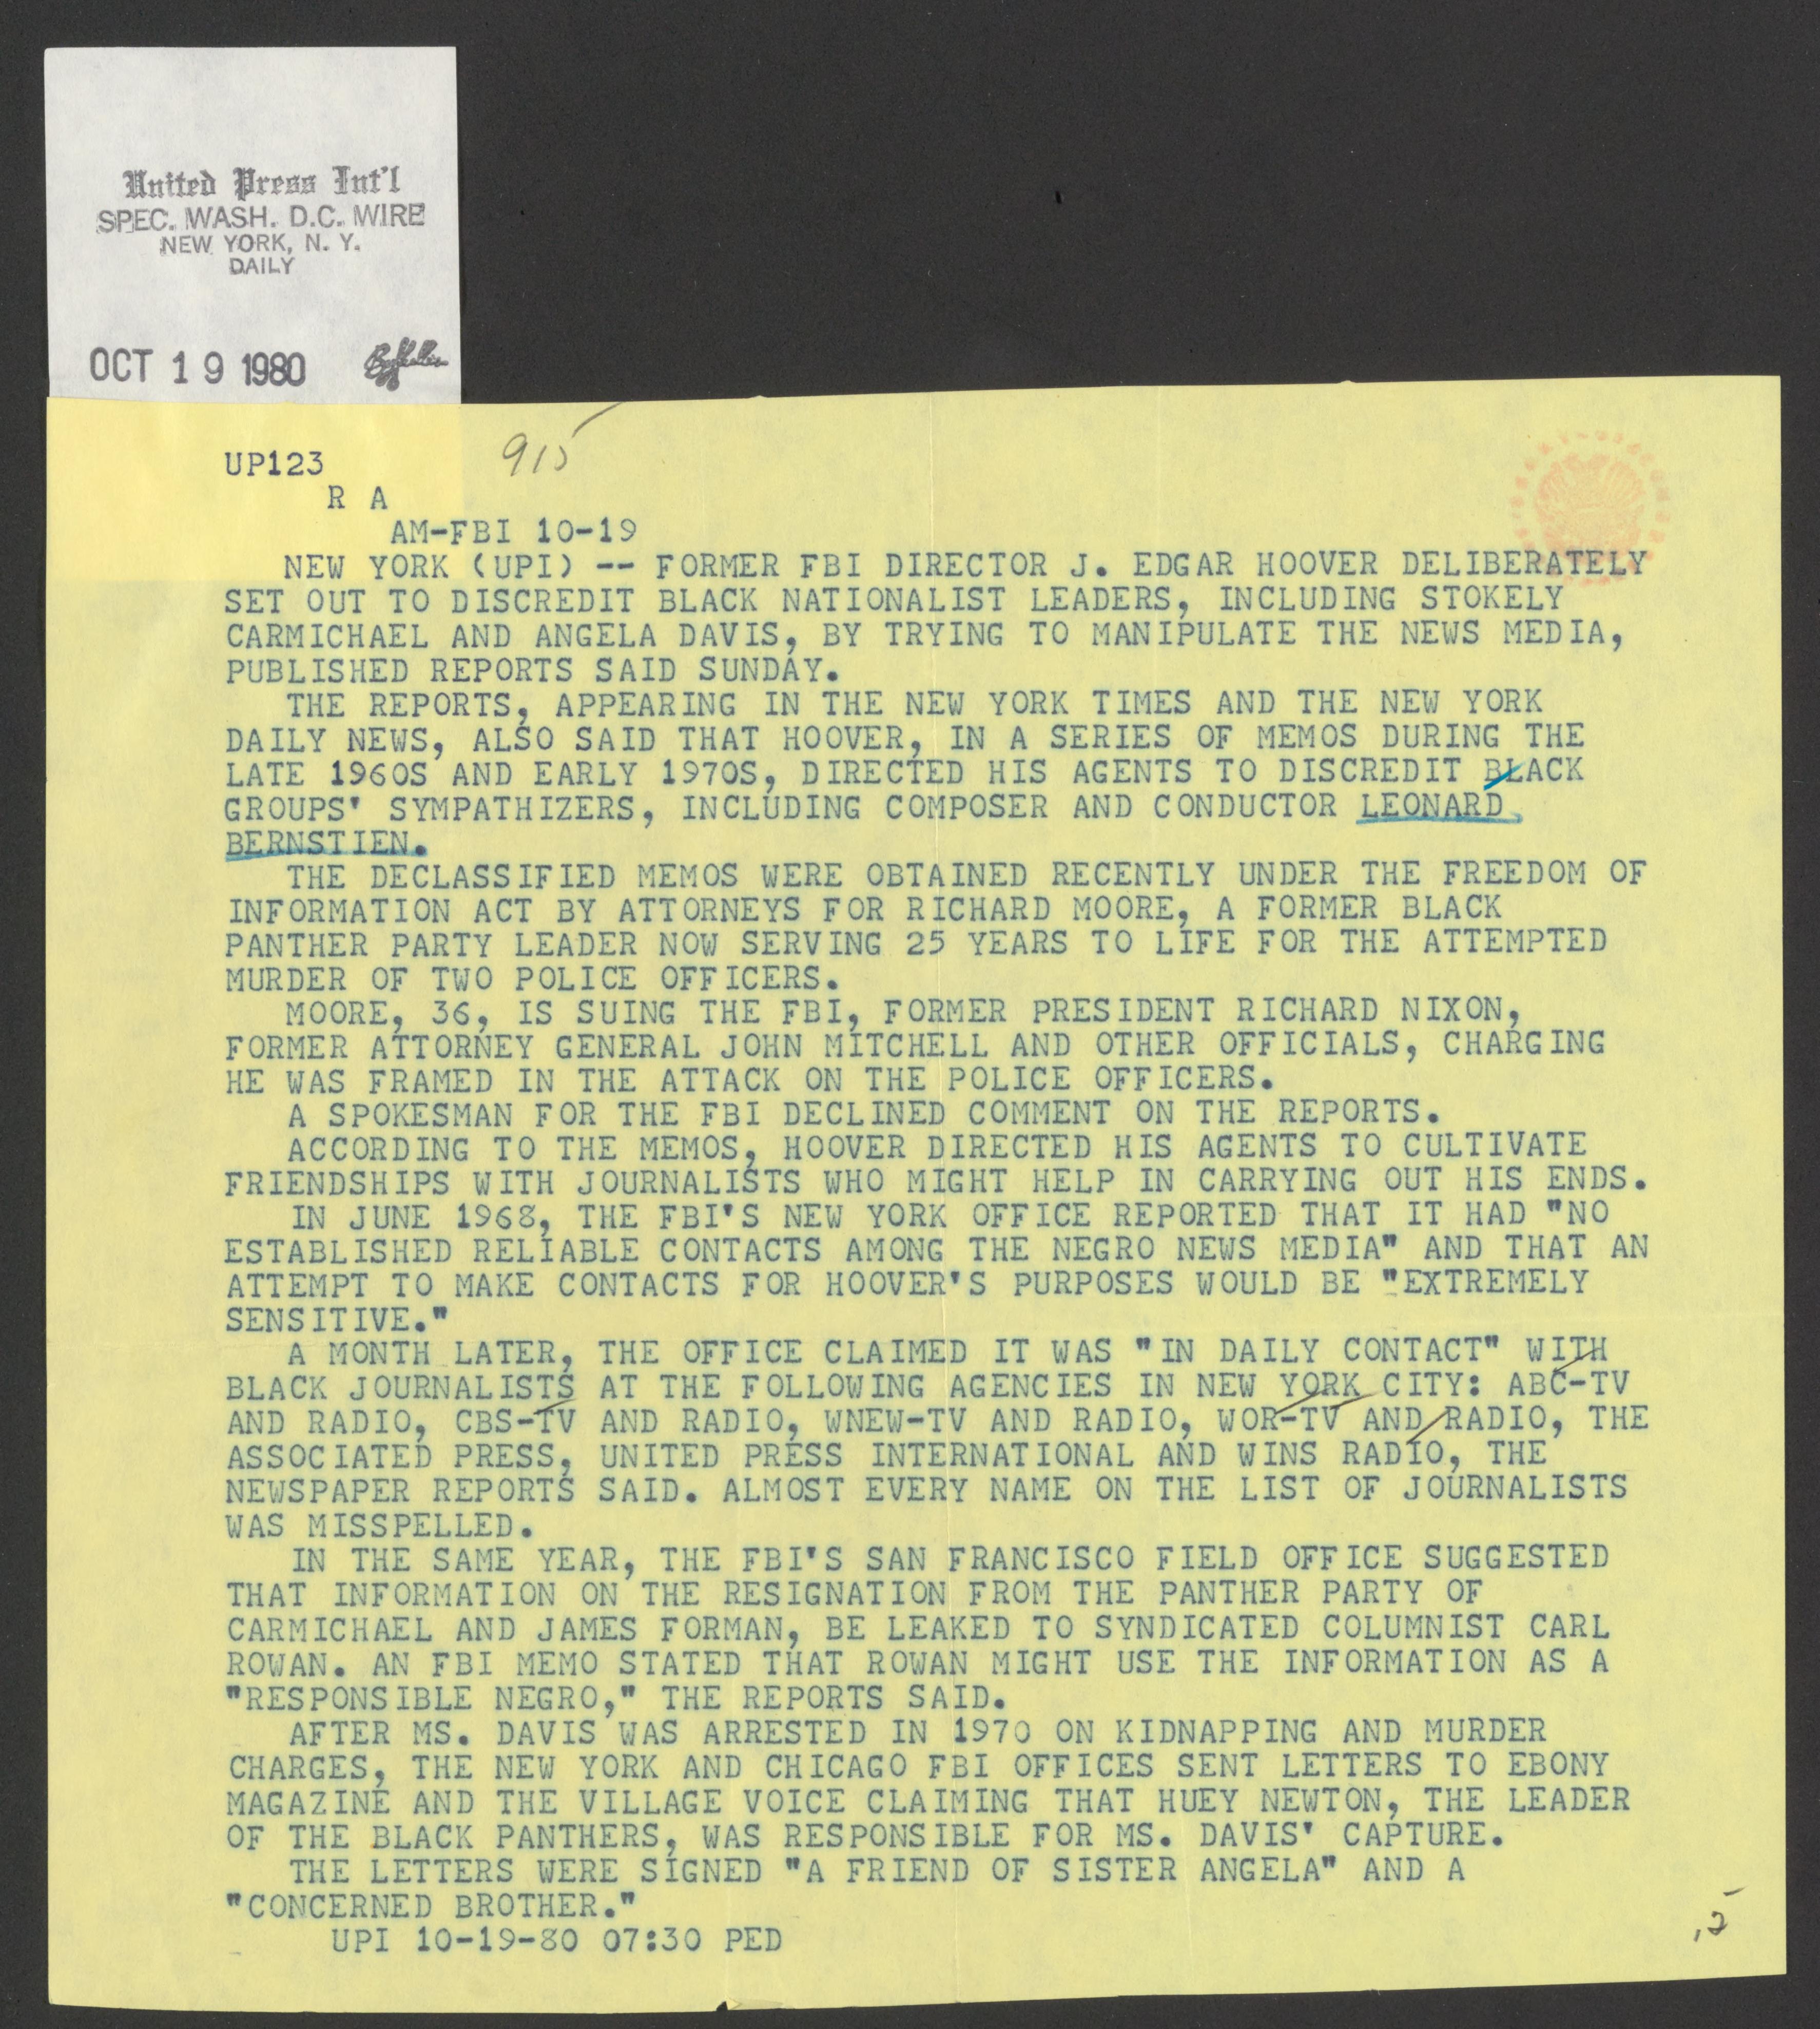 United Press Int'l
SPEC. WASH. D.C. WIRE
NEW YORK, N. Y.
DAILY
OCT 19 1980
Burrelle's
915
UP123
R A
AM-FBI 10-19
NEW YORK (UPI) -- FORMER FBI DIRECTOR J. EDGAR HOOVER DELIBERATELY
SET OUT TO DISCREDIT BLACK NATIONALIST LEADERS, INCLUDING STOKELY
CARMICHAEL AND ANGELA DAVIS, BY TRYING TO MANIPULATE THE NEWS MEDIA,
PUBLISHED REPORTS SAID SUNDAY.
THE REPORTS, APPEARING IN THE NEW YORK TIMES AND THE NEW YORK
DAILY NEWS, ALSO SAID THAT HOOVER, IN A SERIES OF MEMOS DURING THE
LATE 1960S AND EARLY 1970S, DIRECTED HIS AGENTS TO DISCREDIT BLACK
GROUPS' SYMPATHIZERS, INCLUDING COMPOSER AND CONDUCTOR LEONARD
BERNSTIEN.
THE DECLASSIFIED MEMOS WERE OBTAINED RECENTLY UNDER THE FREEDOM OF
INFORMATION ACT BY ATTORNEYS FOR RICHARD MOORE, A FORMER BLACK
PANTHER PARTY LEADER NOW SERVING 25 YEARS TO LIFE FOR THE ATTEMPTED
MURDER OF TWO POLICE OFFICERS.
MOORE, 36, IS SUING THE FBI, FORMER PRESIDENT RICHARD NIXON,
FORMER ATTORNEY GENERAL JOHN MITCHELL AND OTHER OFFICIALS, CHARGING
HE WAS FRAMED IN THE ATTACK ON THE POLICE OFFICERS.
A SPOKESMAN FOR THE FBI DECLINED COMMENT ON THE REPORTS.
ACCORDING TO THE MEMOS, HOOVER DIRECTED HIS AGENTS TO CULTIVATE
FRIENDSHIPS WITH JOURNALISTS WHO MIGHT HELP IN CARRYING OUT HIS ENDS.
IN JUNE 1968, THE FBI'S NEW YORK OFFICE REPORTED THAT IT HAD "NO
ESTABLISHED RELIABLE CONTACTS AMONG THE NEGRO NEWS MEDIA" AND THAT AN
ATTEMPT TO MAKE CONTACTS FOR HOOVER'S PURPOSES WOULD BE "EXTREMELY
SENSITIVE."
A MONTH LATER, THE OFFICE CLAIMED IT WAS "IN DAILY CONTACT" WITH
BLACK JOURNALISTS AT THE FOLLOWING AGENCIES IN NEW YORK CITY: ABC-TV
AND RADIO, CBS-TV AND RADIO, WNEW-TV AND RADIO, WOR-TV AND RADIO, THE
ASSOCIATED PRESS, UNITED PRESS INTERNATIONAL AND WINS RADIO, THE
NEWSPAPER REPORTS SAID. ALMOST EVERY NAME ON THE LIST OF JOURNALISTS
WAS MISSPELLED.
IN THE SAME YEAR, THE FBI'S SAN FRANCISCO FIELD OFFICE SUGGESTED
THAT INFORMATION ON THE RESIGNATION FROM THE PANTHER PARTY OF
CARMICHAEL AND JAMES FORMAN, BE LEAKED TO SYNDICATED COLUMNIST CARL
ROWAN. AN FBI MEMO STATED THAT ROWAN MIGHT USE THE INFORMATION AS A
"RESPONSIBLE NEGRO," THE REPORTS SAID.
AFTER MS. DAVIS WAS ARRESTED IN 1970 ON KIDNAPPING AND MURDER
CHARGES, THE NEW YORK AND CHICAGO FBI OFFICES SENT LETTERS TO EBONY
MAGAZINE AND THE VILLAGE VOICE CLAIMING THAT HUEY NEWTON, THE LEADER
OF THE BLACK PANTHERS, WAS RESPONSIBLE FOR MS. DAVIS' CAPTURE.
THE LETTERS WERE SIGNED "A FRIEND OF SISTER ANGELA" AND A
"CONCERNED BROTHER."
UPI 10-19-80 07:30 PED